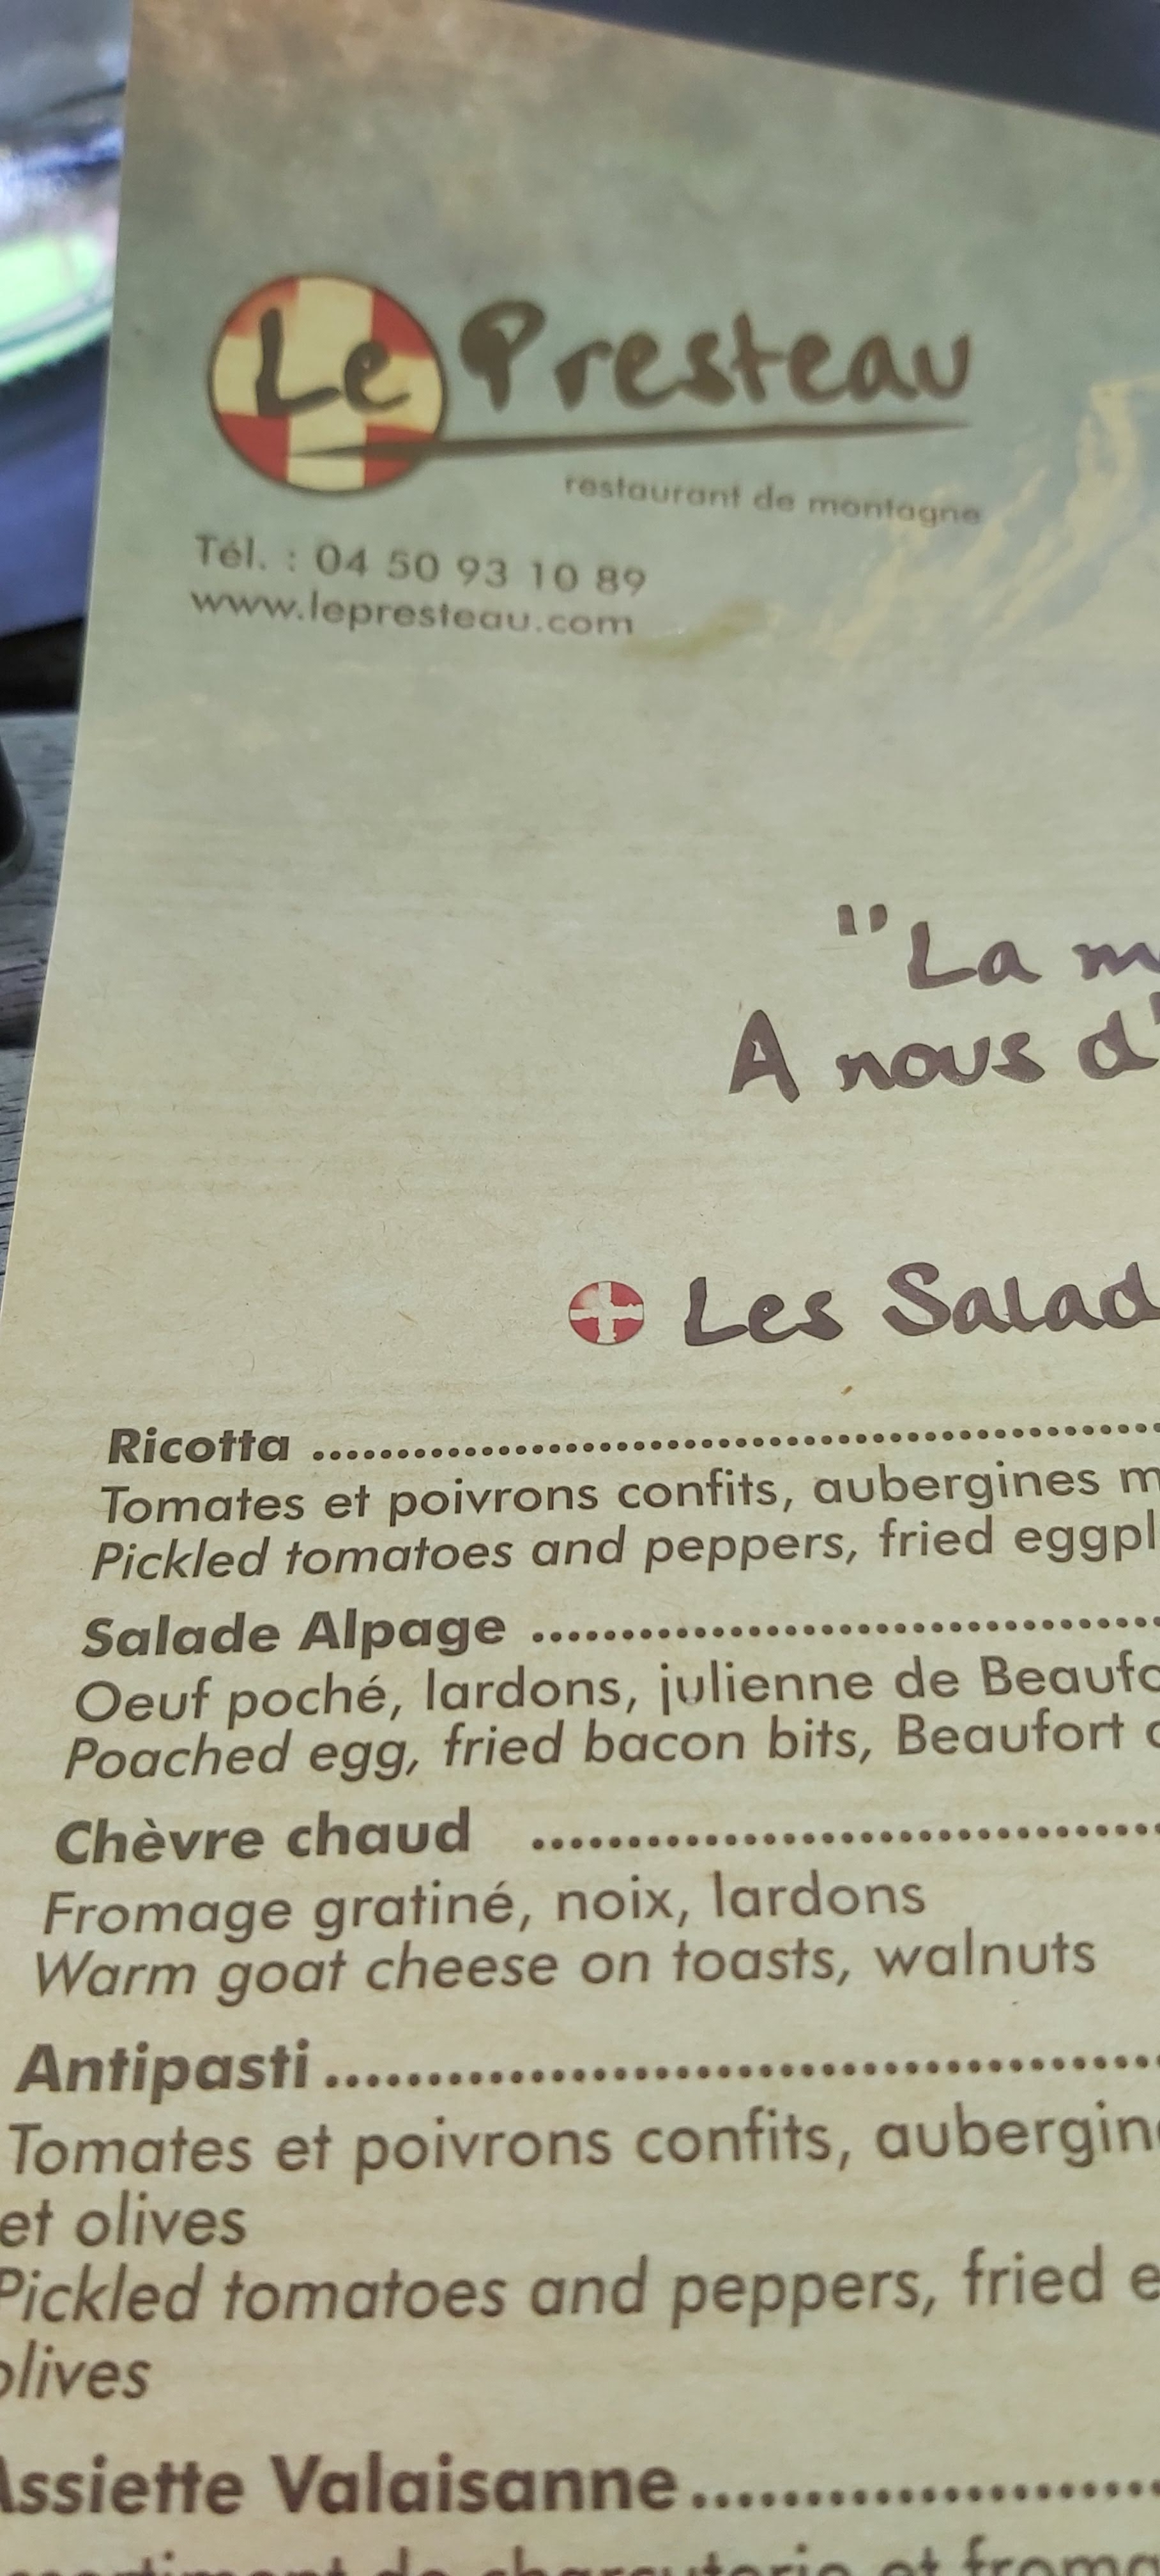 Le Presteau
restaurant de montagne
Tél. : 04 50 93 10 89
www.lepresteau.com
"La
A nous
Les
Ricotta ........................................
Tomates et poivrons confits, aubergines
Pickled tomatoes and peppers, fried
Salade Alpage ........................................
Oeuf poché, lardons, julienne de
Poached egg, fried bacon bits, Beaufort
Chèvre chaud ........................................
Fromage gratiné, noix, lardons
Warm goat cheese on toasts, walnuts
Antipasti ........................................
Tomates et poivrons confits,
et olives
Pickled tomatoes and peppers, fried
olives
Assiette Valaisanne ....................
de charcuterie et